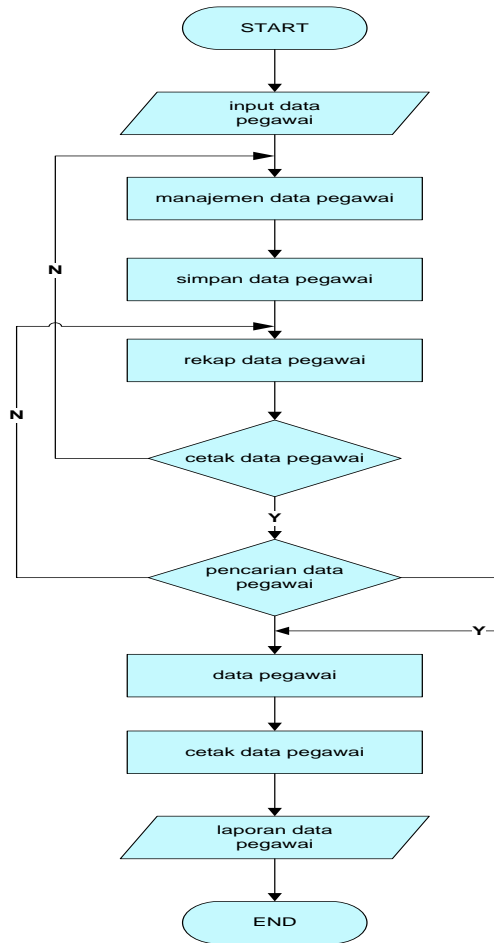 START
input data
pegawai
manajemen data pegawai
N
simpan data pegawai
rekap data pegawai
N
cetak data pegawai
Y
pencarian data
pegawai
Y
data pegawai
cetak data pegawai
laporan data
pegawai
END